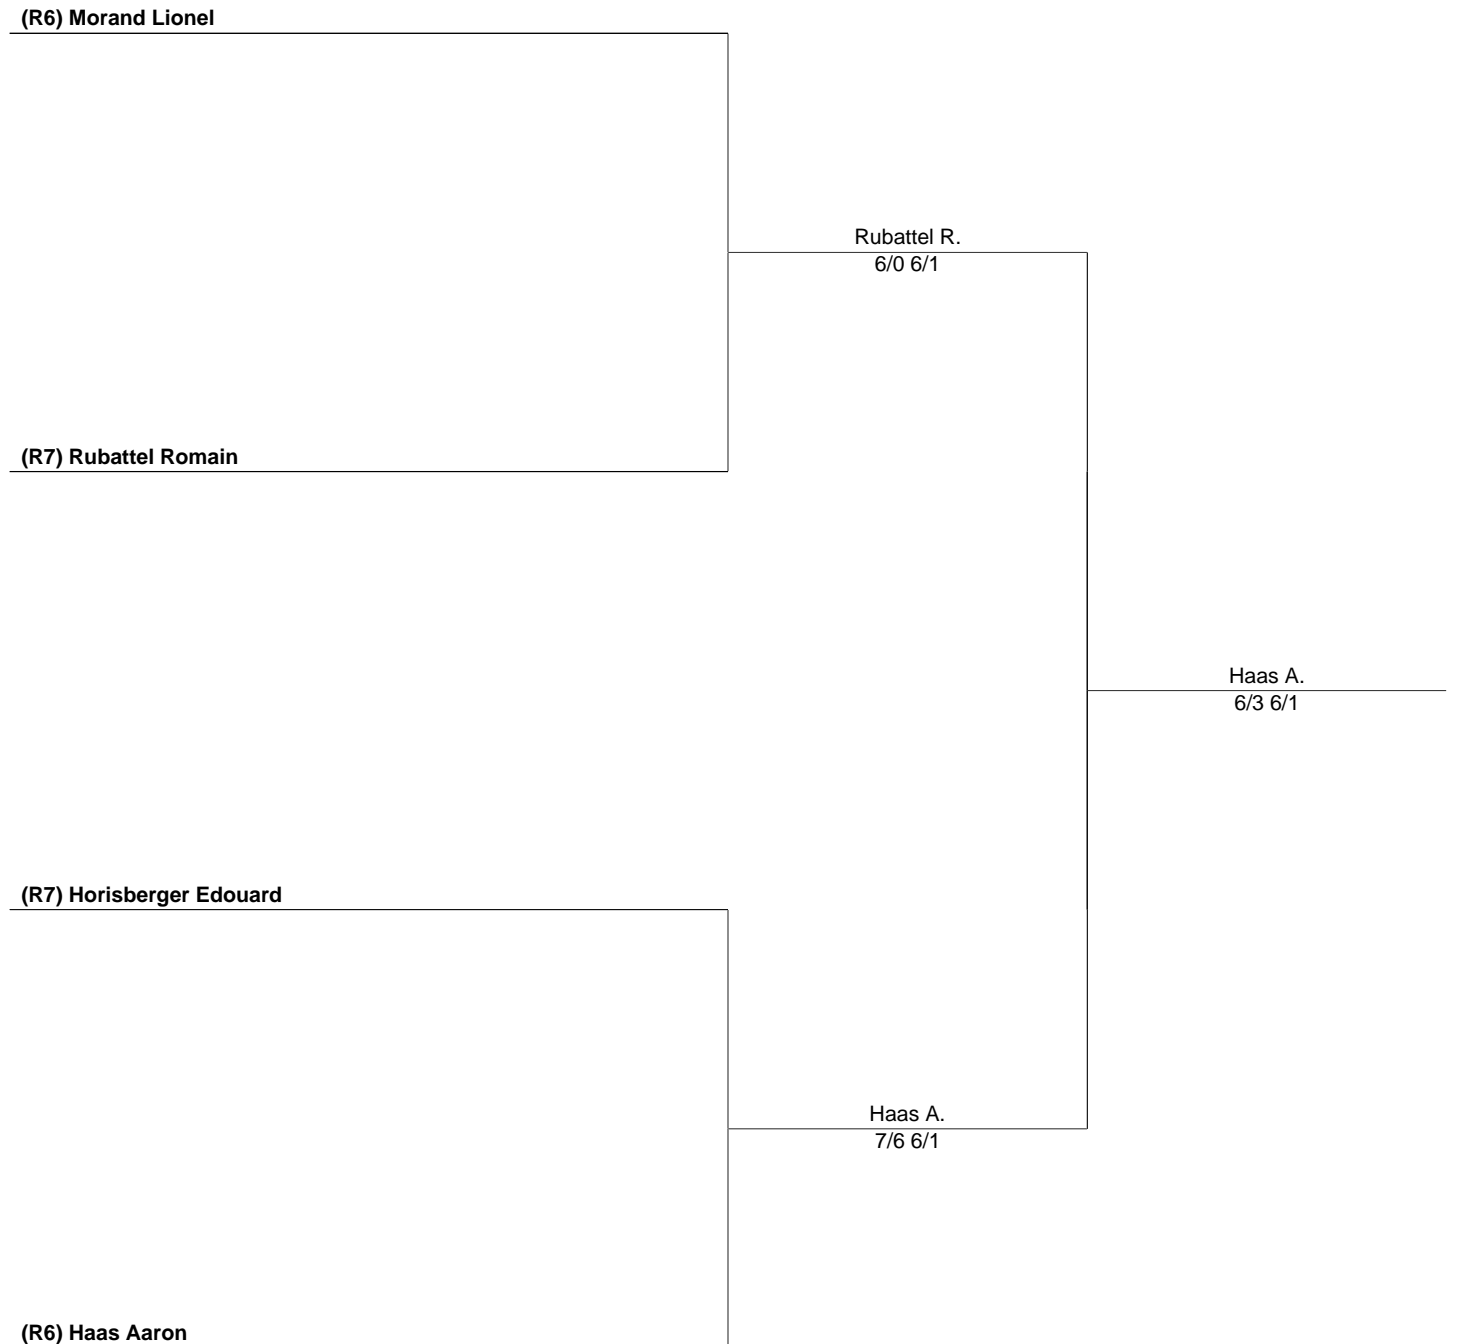 (R6) Morand Lionel
Rubattel R.
6/0 6/1
(R7) Rubattel Romain
Haas A.
6/3 6/1
(R7) Horisberger Edouard
Haas A.
7/6 6/1
(R6) Haas Aaron